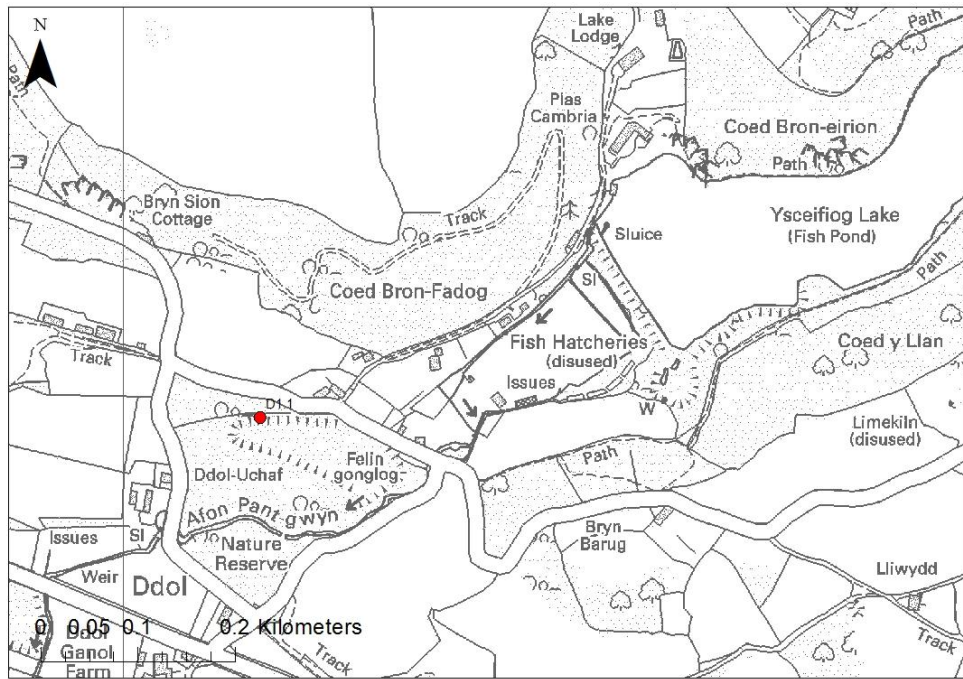 N
Lake
Lodge
Path
Path
Plas
Cambria
Coed Bron-eirion
Path
Bryn Sion
Cottage
Track
Ysceifiog Lake
(Fish Pond)
Sluice
Path
Coed Bron-Fadog
Sl
Fish Hatcheries
(disused)
Coed y Llan
Track
Issues
D1.1
W
Limekiln
(disused)
Felin
gonglog
Ddol-Uchaf
Path
Afon Pant gwyn
Bryn
Barug
Issues
Sl
Nature
Reserve
Weir
Ddol
Lliwydd
0 0.05 0.1 0.2 Kilometers
Ddol
Ganol
Farm
Track
Track